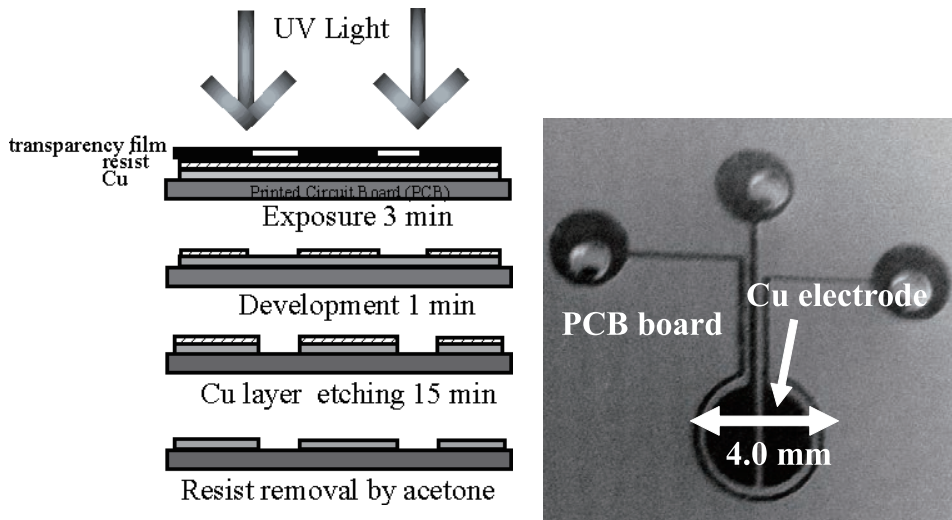 UV Light
transparency film
resist
Cu
Printed Circuit Board (PCB)
Exposure 3 min
Development 1 min
Cu layer etching 15 min
Resist removal by acetone
Cu electrode
PCB board
4.0 mm